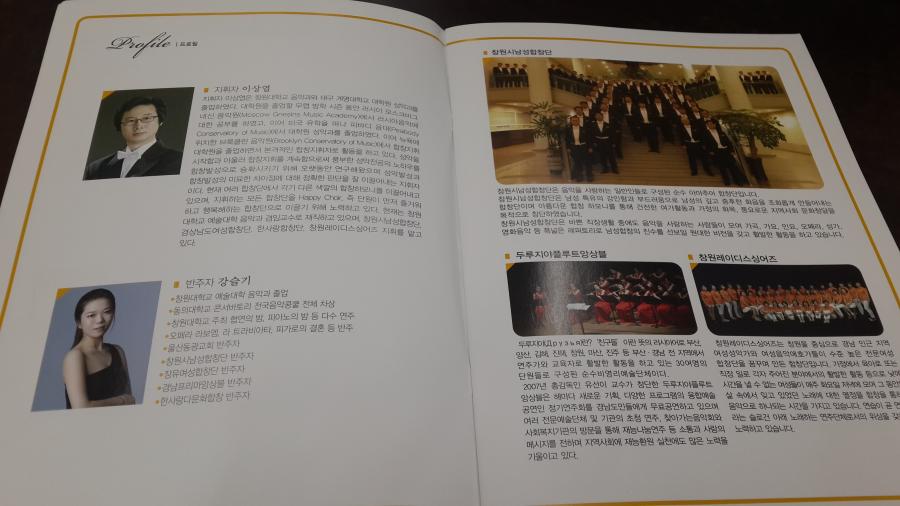 Profile | 프로필
■ 지휘자 이상엽
지휘자 이상엽은 창원대학교 음악과와 대구 계명대학교 대학원 성악과를
졸업하였다. 대학원을 졸업할 무렵 방학 시즌 동안 러시아 모스크바 그
네신 음악원(Moscow Gnesins Music Academy)에서 러시아음악에
대한 공부를 하였고, 이어 미국 유학을 떠나 피바디 음대(Peabody
Conservatory of Music)에서 대학원 성악과를 졸업하였다. 이어 뉴욕에
위치한 브룩클린 음악원(Brooklyn Conservatory of Music)에서 합창지휘
대학원을 졸업하면서 본격적인 합창지휘자로 활동을 하고 있다. 성악을
시작함과 아울러 합창지휘를 계속함으로써 풍부한 성악전공의 노하우를
합창발성으로 승화시키기 위해 오랫동안 연구해왔으며 성악발성과
합창발성의 미묘한 차이점에 대해 정확한 판단을 잘 이끌어내는 지휘자
이다. 현재 여러 합창단에서 각기 다른 색깔의 합창하모니를 이끌어내고
있으며, 지휘하는 모든 합창단을 Happy Choir, 즉 단원이 먼저 즐거워
하고 행복해하는 합창단으로 이끌기 위해 노력하고 있다. 현재는 창원
대학교 예술대학 음악과 겸임교수로 재직하고 있으며, 창원시남성합창단,
경상남도여성합창단, 한사랑합창단, 창원레이디스싱어즈 지휘를 맡고
있다.
■ 반주자 강슬기
창원대학교 예술대학 음악과 졸업
동의대학교 콘서바토리 전국음악콩쿨 전체 차상
창원대학교 주최 협연의 밤, 피아노의 밤 등 다수 연주
오페라 라보엠, 라 트라비아타, 피가로의 결혼 등 반주
울산동광교회 반주자
창원시남성합창단 반주자
장유여성합창단 반주자
경남프리마앙상블 반주자
한사랑다문화합창 반주자
■ 창원시남성합창단
창원시남성합창단은 음악을 사랑하는 일반인들로 구성된 순수 아마추어 합창단입니다.
창원시남성합창단은 남성 특유의 강인함과 부드러움으로 남성의 깊고 중후한 화음을 조화롭게 만들어내는
합창단이며 아름다운 합창 하모니를 통해 건전한 여가활동과 가정의 화목, 풍요로운 지역사회 문화창달을
목적으로 창단하였습니다.
창원시남성합창단은 바쁜 직장생활 중에도 음악을 사랑하는 사람들이 모여 가곡, 가요, 민요, 오페라, 성가,
영화음악 등 폭넓은 레퍼토리로 남성합창의 진수를 선보일 원대한 비전을 갖고 활발한 활동을 하고 있습니다.
■ 두루지야플루트앙상블
두루지야(Друзья)란? '친구들' 이란 뜻의 러시아어로 부산,
양산, 김해, 진해, 창원, 마산, 진주 등 부산·경남 전 지역에서
연주가와 교육자로 활발한 활동을 하고 있는 30여명의
단원들로 구성된 순수비영리예술단체이다.
2007년 총감독인 유선이 교수가 창단한 두루지야플루트
앙상블은 해마다 새로운 기획, 다양한 프로그램의 융합예술
공연인 정기연주회를 경남도민들에게 무료공연하고 있으며
여러 전문예술단체 및 기관의 초청 연주, 찾아가는음악회와
사회복지기관의 방문을 통해 재능나눔연주 등 소통과 사랑의
메시지를 전하며 지역사회에 재능환원 실천에도 많은 노력을
기울이고 있다.
■ 창원레이디스싱어즈
창원레이디스싱어즈는 창원을 중심으로 경남 인근 지역
여성성악가와 여성음악애호가들이 수준 높은 전문여성
합창단을 꿈꾸며 만든 합창단입니다. 가정에서 육아로 또는
직장 일로 각자 주어진 분야에서의 활발한 활동 등으로 낮에
시간을 낼 수 없는 여성들이 매주 화요일 저녁에 모여 그 동안
삶 속에서 잊고 있었던 노래에 대한 열정을 합창을 통해
음악으로 하나되는 시간을 가지고 있습니다. 연습이 곧 연
라는 슬로건 아래 노래하는 연주단체로서의 위상을 갖
노력하고 있습니다.